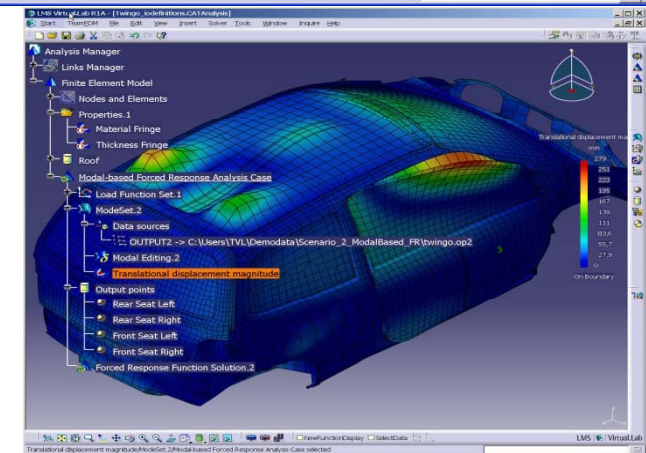 LMS Virtual.Lab R1A - [Twingo_iodefinitions.CATAnalysis]
Start TeamPDM File Edit View Insert Solver Tools Window Inquire Help
Analysis Manager
Links Manager
Finite Element Model
Nodes and Elements
Properties.1
Material Fringe
Thickness Fringe
Roof
Modal-based Forced Response Analysis Case
Load Function Set.1
ModeSet.2
Data sources
OUTPUT2 -> C:\Users\TVL\Demodata\Scenario_2_ModalBased_FR\twingo.op2
Modal Editing.2
Translational displacement magnitude
Output points
Rear Seat Left
Rear Seat Right
Front Seat Left
Front Seat Right
Forced Response Function Solution.2
Translational displacement ma
mm
279
251
223
195
167
139
111
83,6
55,7
27,9
0
On Boundary
NewFunctionDisplay SelectData
LMS Virtual.Lab
Translational displacement magnitude/ModeSet.2/Modal-based Forced Response Analysis Case selected